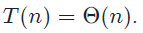 T(n) = Θ(n).